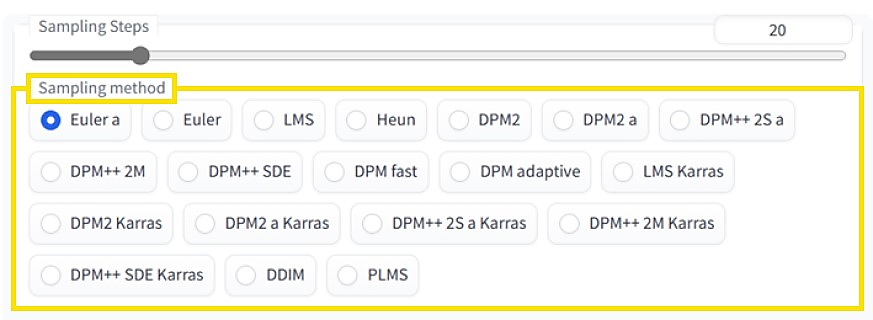 Sampling Steps 20
Sampling method
Euler a Euler LMS Heun DPM2 DPM2 a DPM++ 2S a
DPM++ 2M DPM++ SDE DPM fast DPM adaptive LMS Karras
DPM2 Karras DPM2 a Karras DPM++ 2S a Karras DPM++ 2M Karras
DPM++ SDE Karras DDIM PLMS